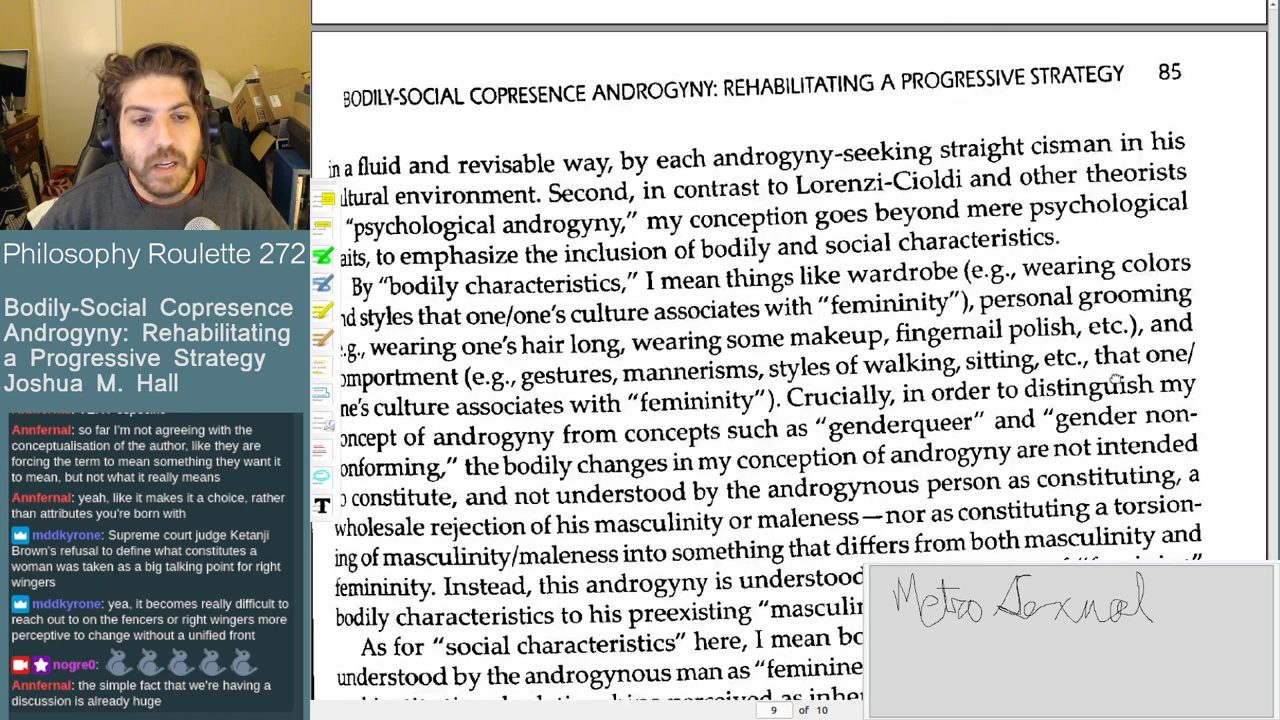 BODILY-SOCIAL COPRESENCE ANDROGYNY: REHABILITATING A PROGRESSIVE STRATEGY 85
in a fluid and revisable way, by each androgyny-seeking straight cisman in his
ltural environment. Second, in contrast to Lorenzi-Cioldi and other theorists
"psychological androgyny," my conception goes beyond mere psychological
aits, to emphasize the inclusion of bodily and social characteristics.
By "bodily characteristics," I mean things like wardrobe (e.g., wearing colors
nd styles that one/one's culture associates with "femininity"), personal grooming
.g., wearing one's hair long, wearing some makeup, fingernail polish, etc.), and
omportment (e.g., gestures, mannerisms, styles of walking, sitting, etc., that one/
ne's culture associates with "femininity"). Crucially, in order to distinguish my
oncept of androgyny from concepts such as "genderqueer" and "gender non-
onforming," the bodily changes in my conception of androgyny are not intended
o constitute, and not understood by the androgynous person as constituting, a
wholesale rejection of his masculinity or maleness—nor as constituting a torsion-
ing of masculinity/maleness into something that differs from both masculinity and
femininity. Instead, this androgyny is understood
bodily characteristics to his preexisting "masculin
As for "social characteristics" here, I mean bo
understood by the androgynous man as "feminine
Philosophy Roulette 272
Bodily-Social Copresence
Androgyny: Rehabilitating
a Progressive Strategy
Joshua M. Hall
Annfernal: so far I'm not agreeing with the
conceptualisation of the author, like they are
forcing the term to mean something they want it
to mean, but not what it really means
Annfernal: yeah, like it makes it a choice, rather
than attributes you're born with
mddkyrone: Supreme court judge Ketanji
Brown's refusal to define what constitutes a
woman was taken as a big talking point for right
wingers
mddkyrone: yea, it becomes really difficult to
reach out to on the fencers or right wingers more
perceptive to change without a unified front
nogre0:
Annfernal: the simple fact that we're having a
discussion is already huge
T
Metro Sexual
9 of 10